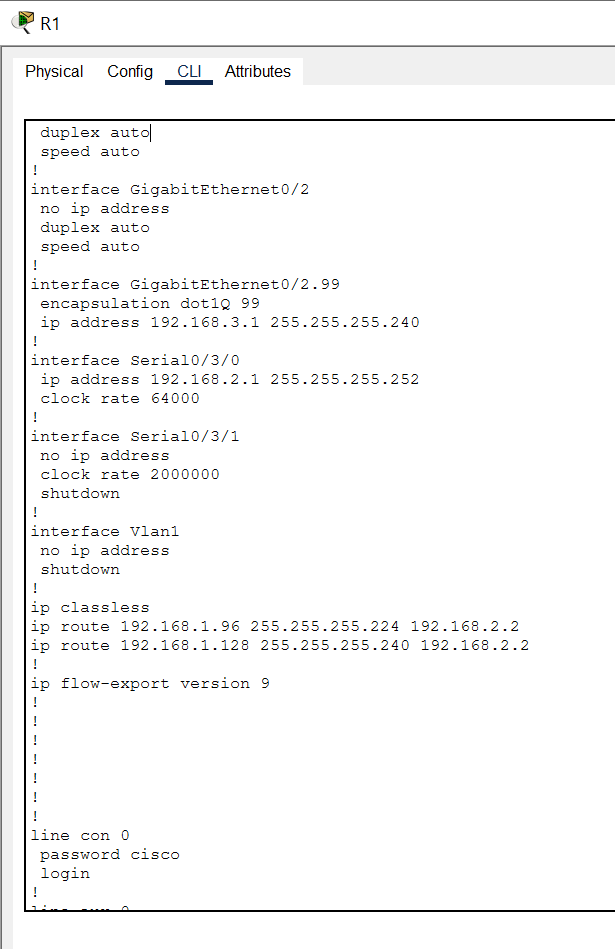 R1
Physical Config CLI Attributes
duplex auto
speed auto
!
interface GigabitEthernet0/2
no ip address
duplex auto
speed auto
!
interface GigabitEthernet0/2.99
encapsulation dot1Q 99
ip address 192.168.3.1 255.255.255.240
!
interface Serial0/3/0
ip address 192.168.2.1 255.255.255.252
clock rate 64000
!
interface Serial0/3/1
no ip address
clock rate 2000000
shutdown
!
interface Vlan1
no ip address
shutdown
!
ip classless
ip route 192.168.1.96 255.255.255.224 192.168.2.2
ip route 192.168.1.128 255.255.255.240 192.168.2.2
!
ip flow-export version 9
!
!
!
!
!
!
!
line con 0
password cisco
login
!